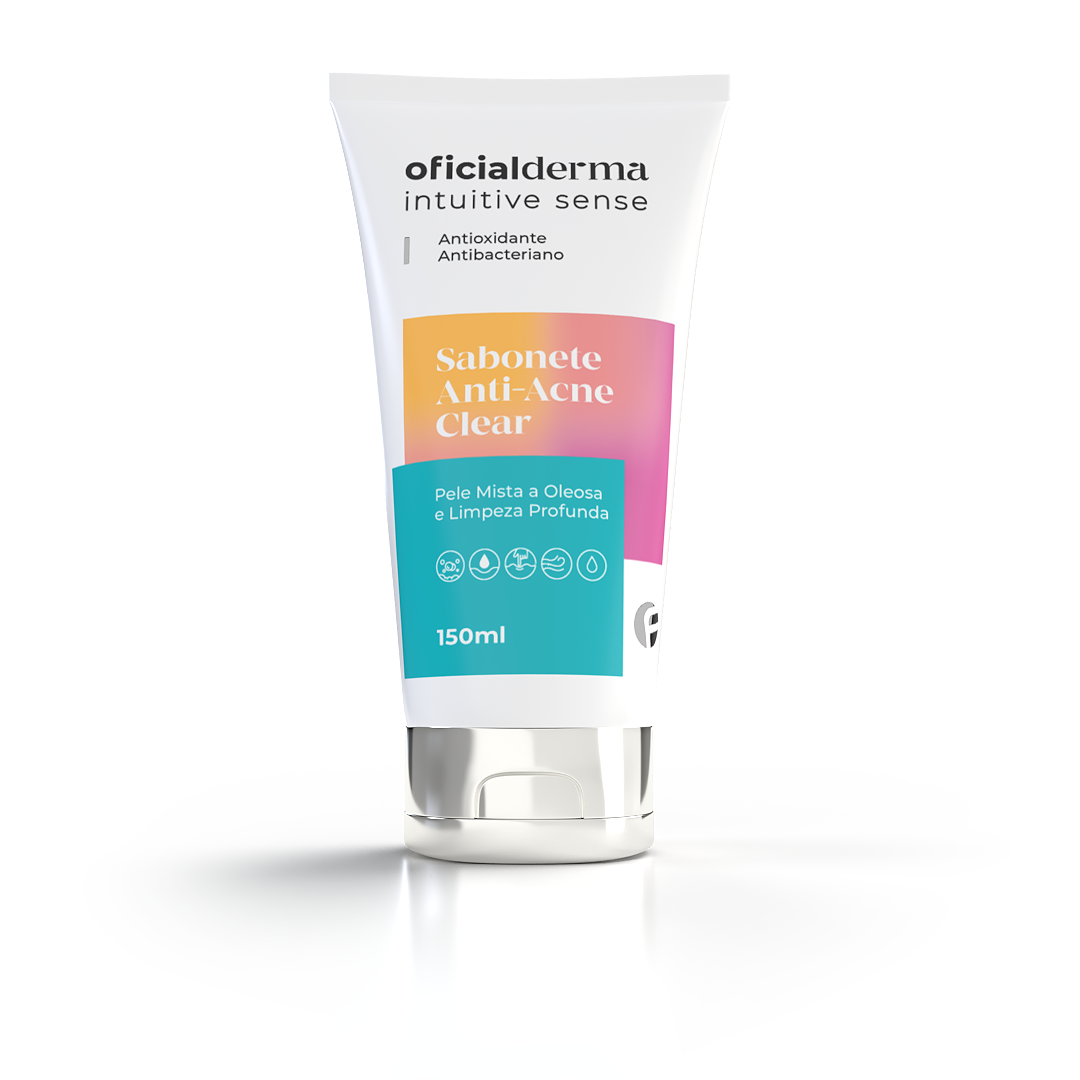 oficialderma
intuitive sense
Antioxidante
Antibacteriano
Sabonete
Anti-Acne
Clear
Pele Mista a Oleosa
e Limpeza Profunda
150ml